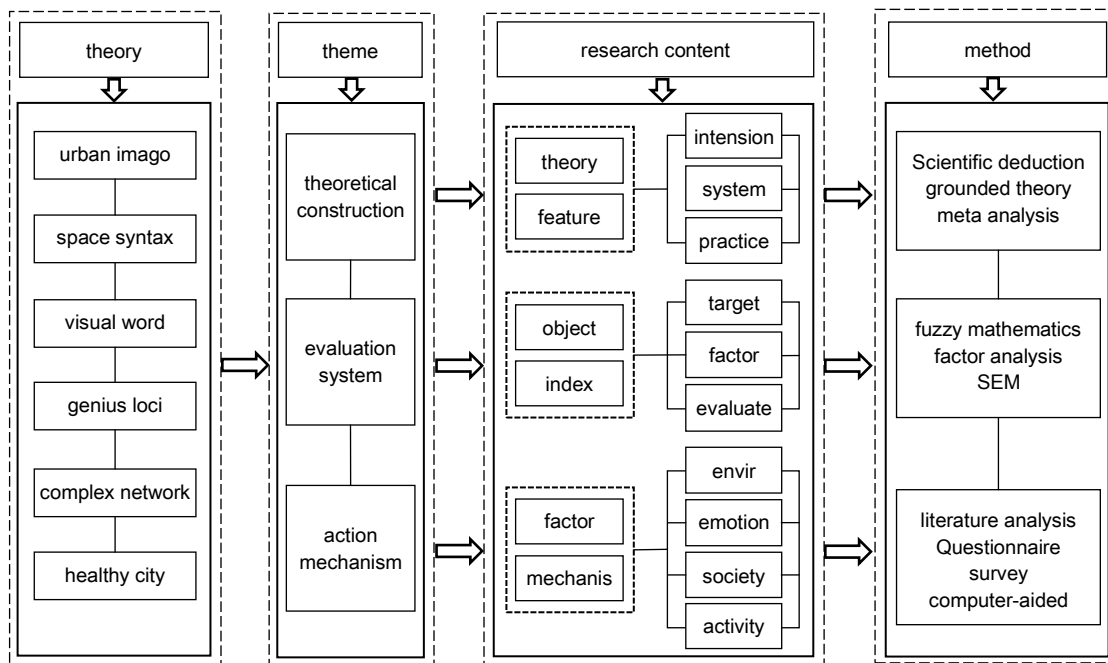 theory
urban imago
space syntax
visual word
genius loci
complex network
healthy city
theme
theoretical
construction
evaluation
system
action
mechanism
research content
theory
feature
intension
system
practice
object
index
target
factor
evaluate
factor
mechanis
envir
emotion
society
activity
method
Scientific deduction
grounded theory
meta analysis
fuzzy mathematics
factor analysis
SEM
literature analysis
Questionnaire
survey
computer-aided